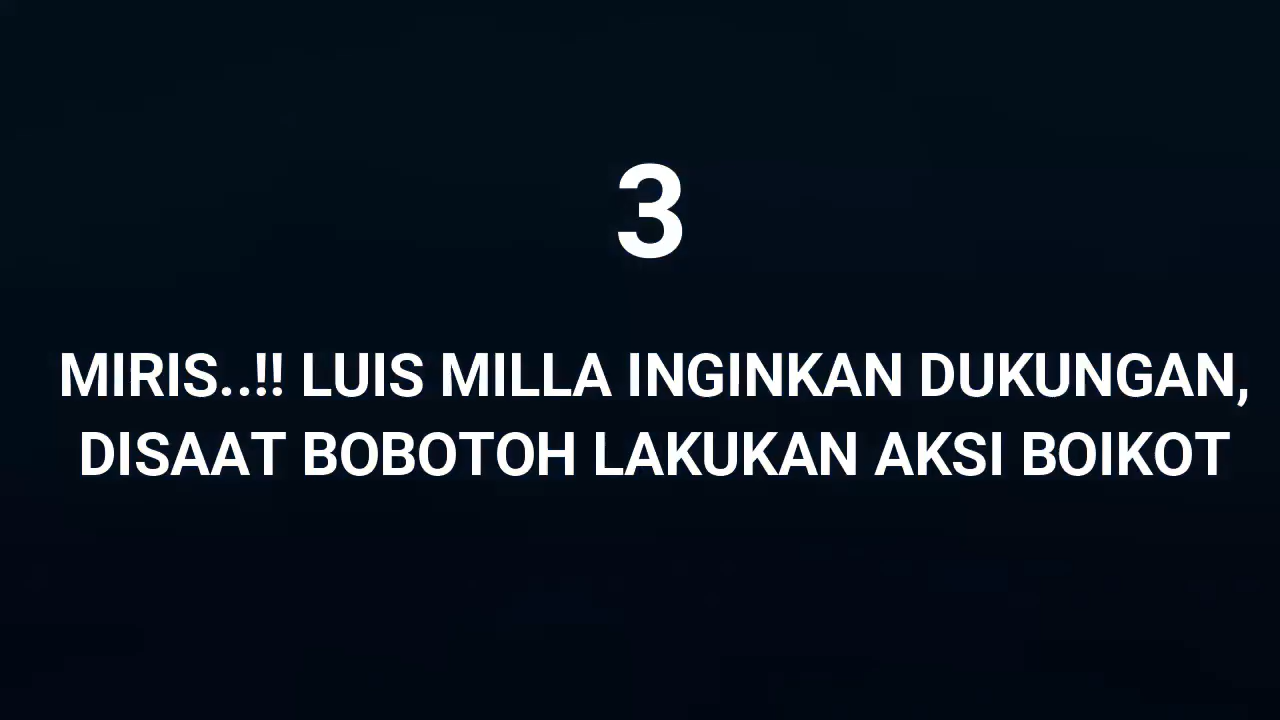 3
MIRIS..!! LUIS MILLA INGINKAN DUKUNGAN,
DISAAT BOBOTOH LAKUKAN AKSI BOIKOT